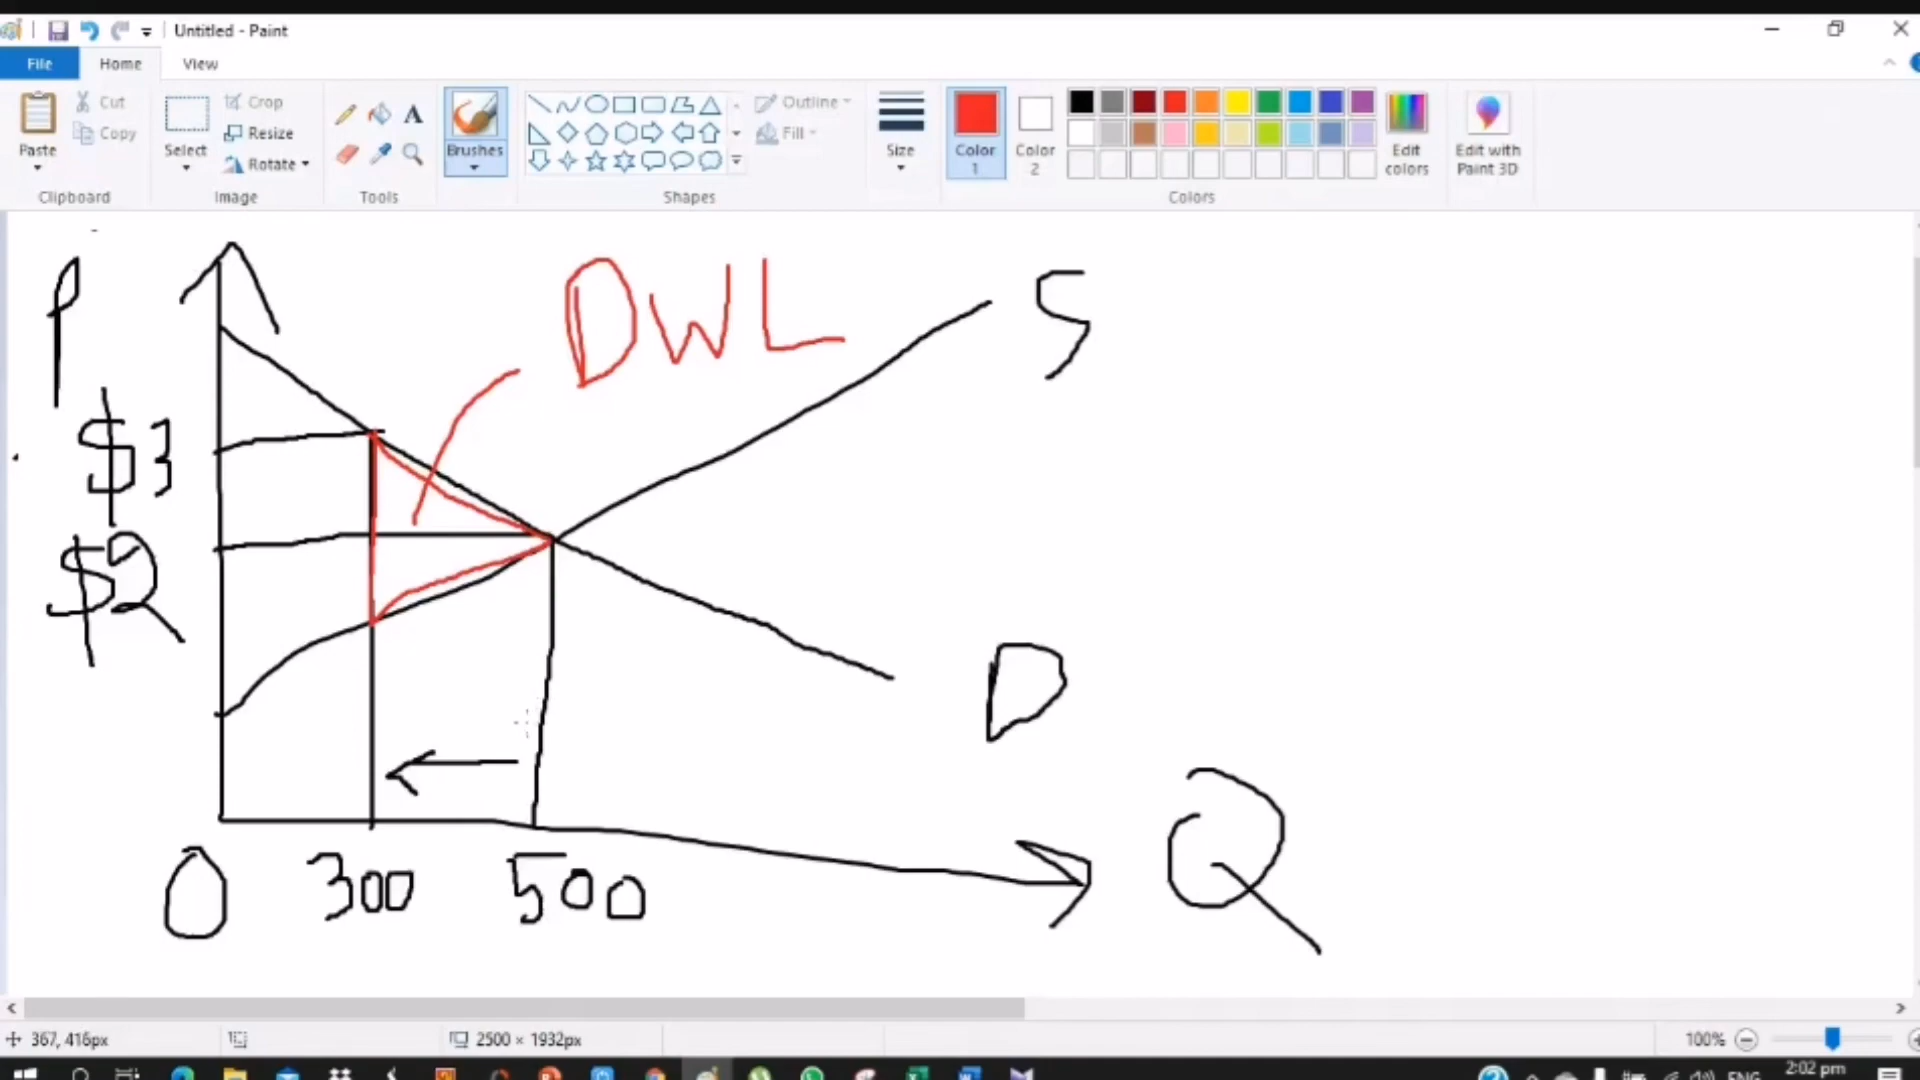 Untitled - Paint
File Home View
Cut
Copy
Paste
Crop
Resize
Rotate
Select
Brushes
Outline
Fill
Size
Color 1
Color 2
Edit colors
Edit with Paint 3D
Clipboard Image Tools Shapes Colors
P
DWL
S
$3
$2
D
Q
0 300 500
367, 416px 2500 × 1932px 100%
ENG 2:02 pm